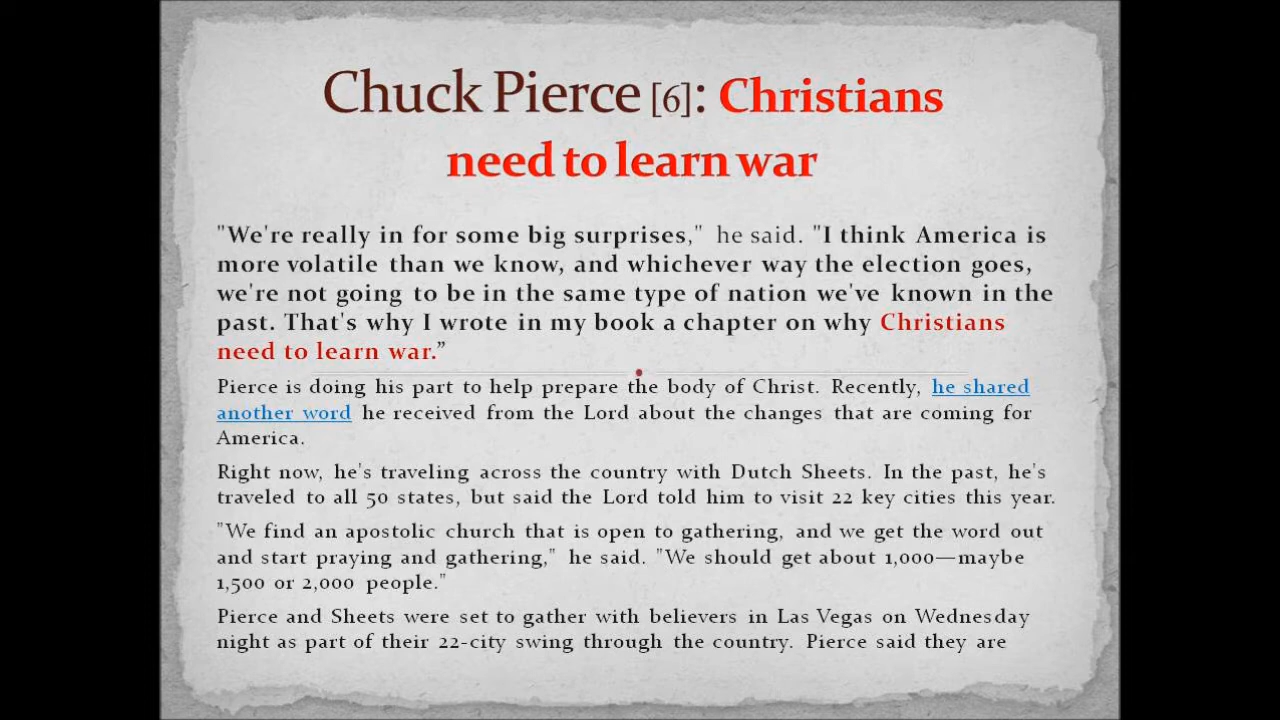 Chuck Pierce [6]: Christians
need to learn war
"We're really in for some big surprises," he said. "I think America is
more volatile than we know, and whichever way the election goes,
we're not going to be in the same type of nation we've known in the
past. That's why I wrote in my book a chapter on why Christians
need to learn war.”
Pierce is doing his part to help prepare the body of Christ. Recently, he shared
another word he received from the Lord about the changes that are coming for
America.
Right now, he's traveling across the country with Dutch Sheets. In the past, he's
traveled to all 50 states, but said the Lord told him to visit 22 key cities this year.
"We find an apostolic church that is open to gathering, and we get the word out
and start praying and gathering," he said. "We should get about 1,000—maybe
1,500 or 2,000 people."
Pierce and Sheets were set to gather with believers in Las Vegas on Wednesday
night as part of their 22-city swing through the country. Pierce said they are